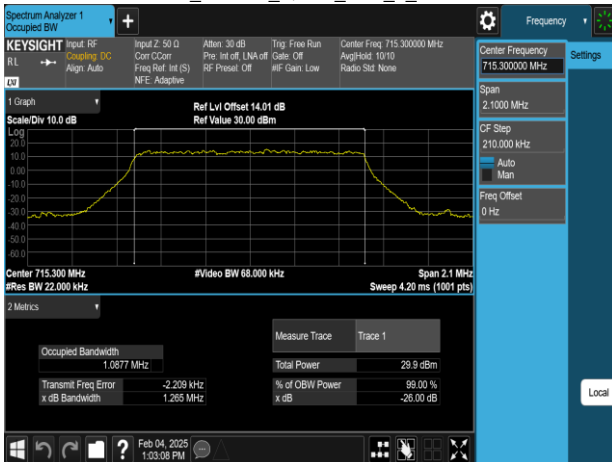 Spectrum Analyzer 1
Occupied BW
Frequency
KEYSIGHT
RL
LXI
Input: RF
Coupling: DC
Align: Auto
Input Z: 50 Ω
Corr CCorr
Freq Ref: Int (S)
NFE: Adaptive
Atten: 30 dB
Pre: Int off, LNA off
RF Preset: Off
Trig: Free Run
Gate: Off
#IF Gain: Low
Center Freq: 715.300000 MHz
Avg|Hold: 10/10
Radio Std: None
Center Frequency
715.300000 MHz
Settings
Span
2.1000 MHz
CF Step
210.000 kHz
Auto
Man
Freq Offset
0 Hz
Local
1 Graph
Scale/Div 10.0 dB
Ref Lvl Offset 14.01 dB
Ref Value 30.00 dBm
Log
20.0
10.0
0.00
-10.0
-20.0
-30.0
-40.0
-50.0
-60.0
Center 715.300 MHz
#Video BW 68.000 kHz
Span 2.1 MHz
#Res BW 22.000 kHz
Sweep 4.20 ms (1001 pts)
2 Metrics
Measure Trace
Trace 1
Occupied Bandwidth
1.0877 MHz
Total Power
29.9 dBm
Transmit Freq Error
-2.209 kHz
% of OBW Power
99.00 %
x dB Bandwidth
1.265 MHz
x dB
-26.00 dB
Feb 04, 2025
1:03:08 PM